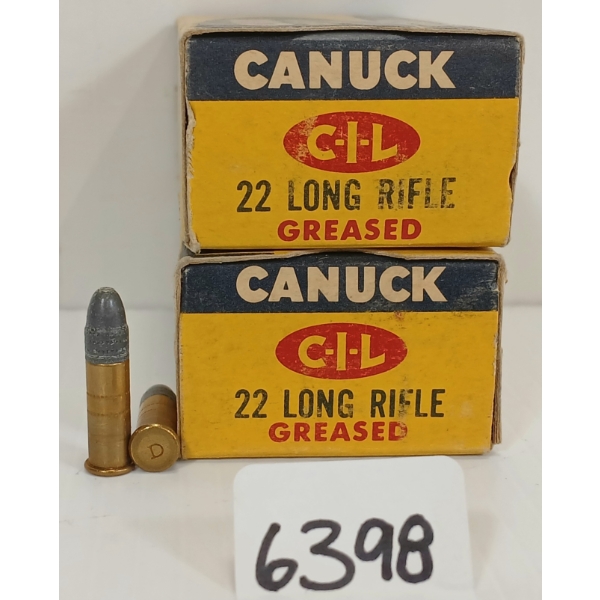 CANUCK
C-I-L
22 LONG RIFLE
GREASED
CANUCK
C-I-L
22 LONG RIFLE
GREASED
D
6398